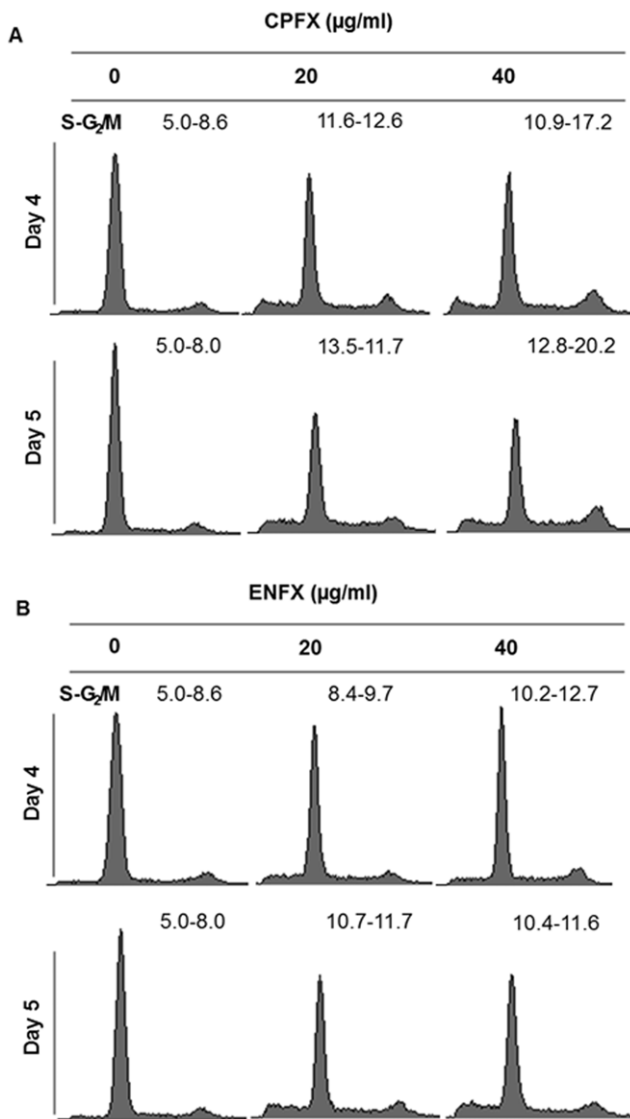 A
CPFX (µg/ml)
0 20 40
S-G₂/M 5.0-8.6 11.6-12.6 10.9-17.2
Day 4
5.0-8.0 13.5-11.7 12.8-20.2
Day 5
B
ENFX (µg/ml)
0 20 40
S-G₂/M 5.0-8.6 8.4-9.7 10.2-12.7
Day 4
5.0-8.0 10.7-11.7 10.4-11.6
Day 5